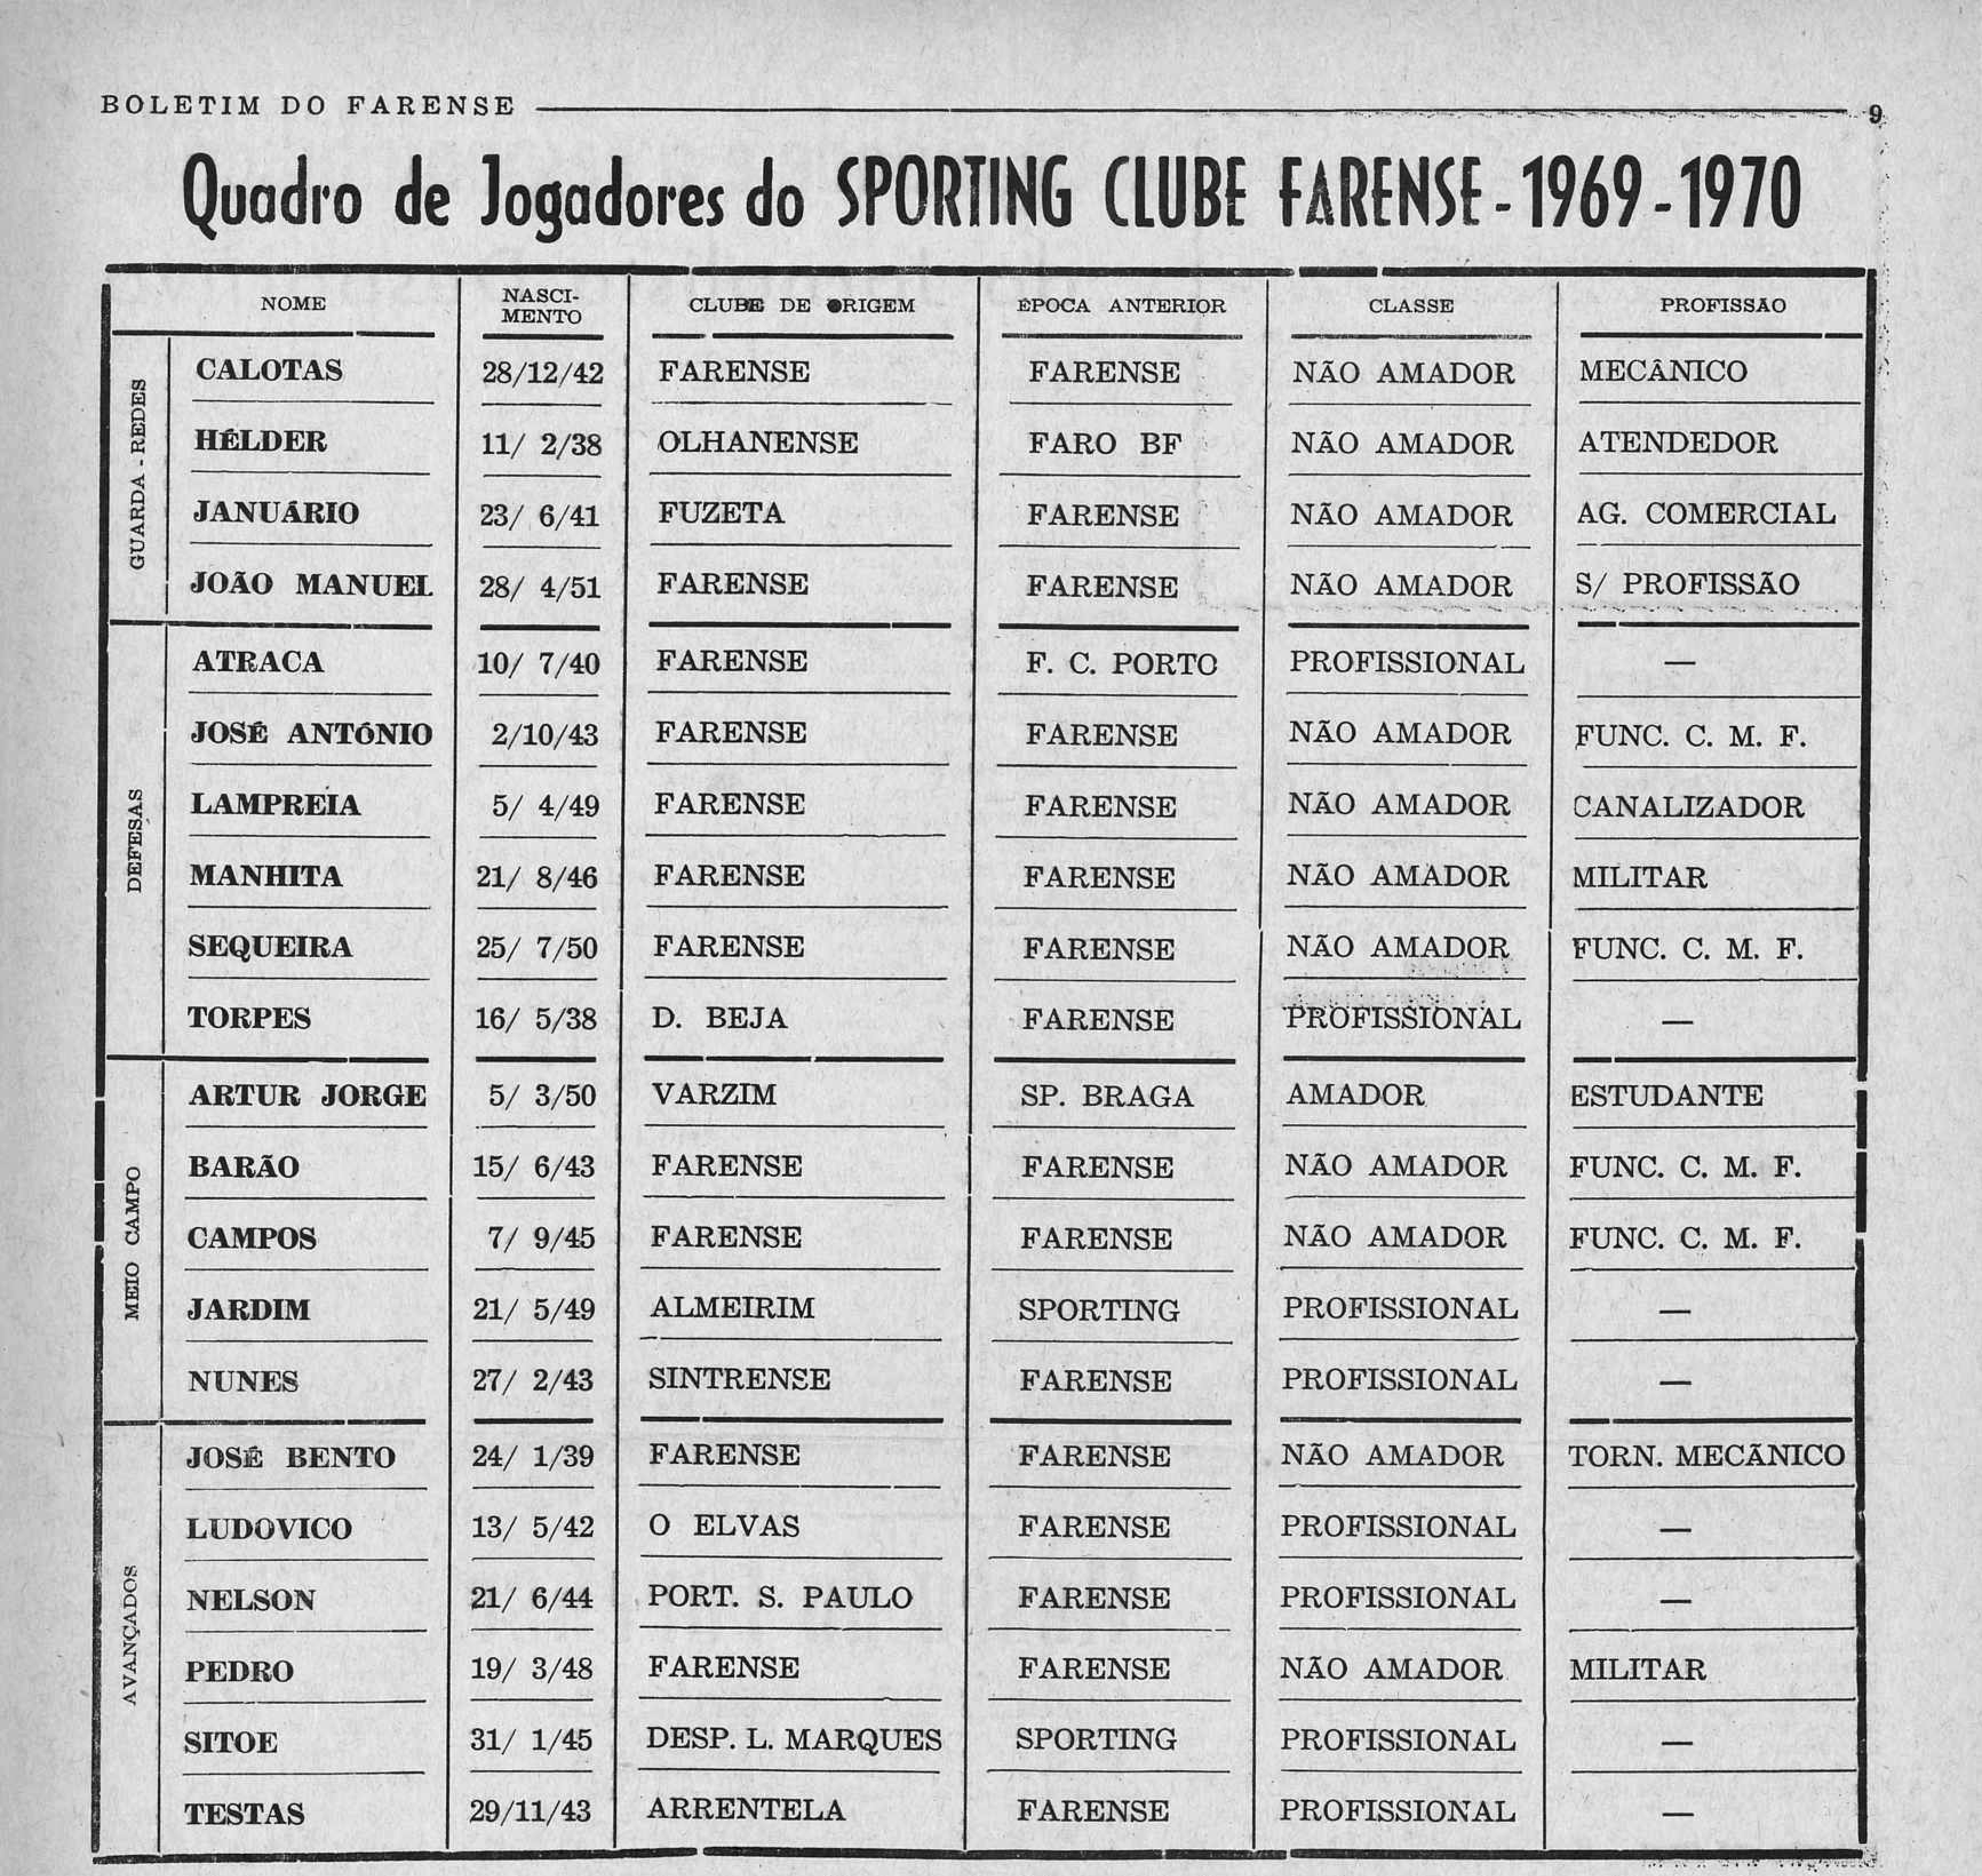 BOLETIM DO FARENSE 9
Quadro de Jogadores do SPORTING CLUBE FARENSE - 1969 - 1970
NOME NASCI-MENTO CLUBE DE ORIGEM ÉPOCA ANTERIOR CLASSE PROFISSÃO
GUARDA-REDES
CALOTAS 28/12/42 FARENSE FARENSE NÃO AMADOR MECÂNICO
HÉLDER 11/ 2/38 OLHANENSE FARO BF NÃO AMADOR ATENDEDOR
JANUÁRIO 23/ 6/41 FUZETA FARENSE NÃO AMADOR AG. COMERCIAL
JOÃO MANUEL 28/ 4/51 FARENSE FARENSE NÃO AMADOR S/ PROFISSÃO
DEFESAS
ATRACA 10/ 7/40 FARENSE F. C. PORTO PROFISSIONAL —
JOSÉ ANTÓNIO 2/10/43 FARENSE FARENSE NÃO AMADOR FUNC. C. M. F.
LAMPREIA 5/ 4/49 FARENSE FARENSE NÃO AMADOR CANALIZADOR
MANHITA 21/ 8/46 FARENSE FARENSE NÃO AMADOR MILITAR
SEQUEIRA 25/ 7/50 FARENSE FARENSE NÃO AMADOR FUNC. C. M. F.
TORPES 16/ 5/38 D. BEJA FARENSE PROFISSIONAL —
MEIO CAMPO
ARTUR JORGE 5/ 3/50 VARZIM SP. BRAGA AMADOR ESTUDANTE
BARÃO 15/ 6/43 FARENSE FARENSE NÃO AMADOR FUNC. C. M. F.
CAMPOS 7/ 9/45 FARENSE FARENSE NÃO AMADOR FUNC. C. M. F.
JARDIM 21/ 5/49 ALMEIRIM SPORTING PROFISSIONAL —
NUNES 27/ 2/43 SINTRENSE FARENSE PROFISSIONAL —
AVANÇADOS
JOSÉ BENTO 24/ 1/39 FARENSE FARENSE NÃO AMADOR TORN. MECÃNICO
LUDOVICO 13/ 5/42 O ELVAS FARENSE PROFISSIONAL —
NELSON 21/ 6/44 PORT. S. PAULO FARENSE PROFISSIONAL —
PEDRO 19/ 3/48 FARENSE FARENSE NÃO AMADOR MILITAR
SITOE 31/ 1/45 DESP. L. MARQUES SPORTING PROFISSIONAL —
TESTAS 29/11/43 ARRENTELA FARENSE PROFISSIONAL —